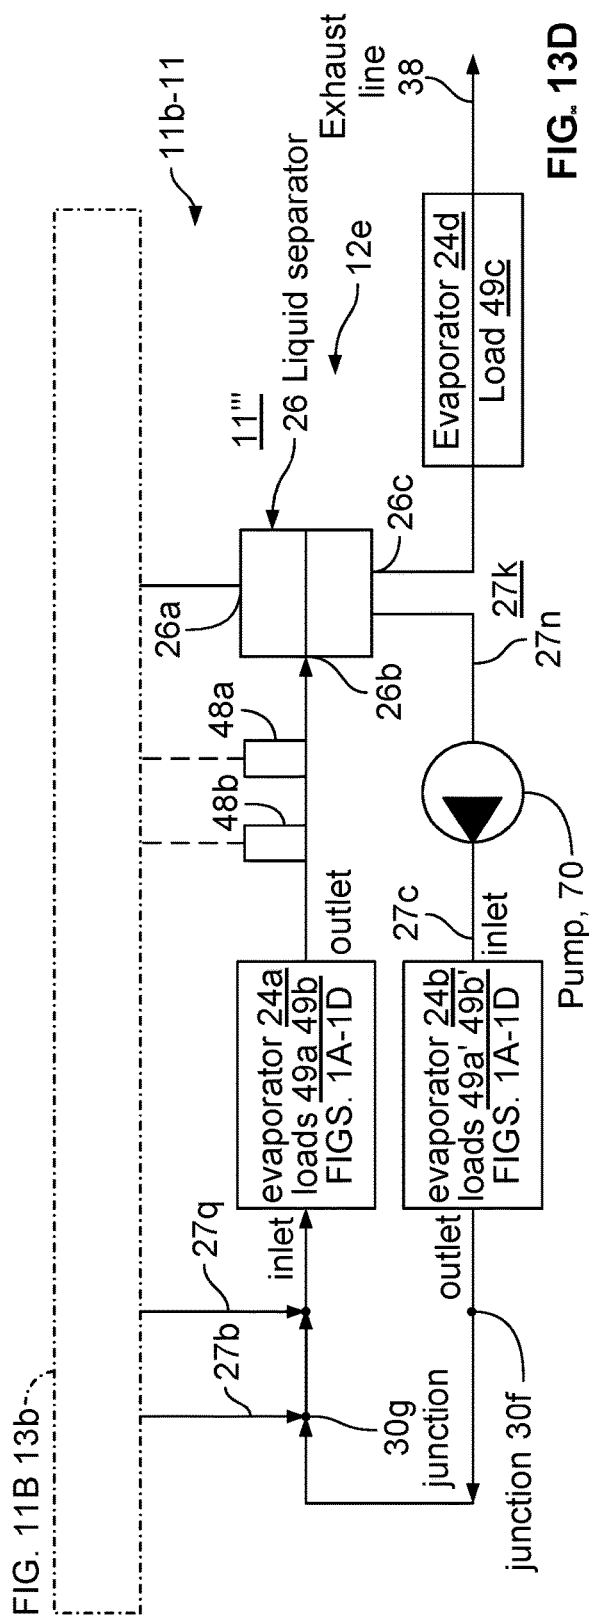 FIG. 11B 13b
11b-11
27q
27b
48b
48a
26a
11'''
26 Liquid separator
12e
Exhaust
line
38
inlet
evaporator 24a
loads 49a 49b
FIGS. 1A-1D
outlet
26b
26c
30g
junction
outlet
evaporator 24b
loads 49a' 49b'
FIGS. 1A-1D
27c
inlet
27k
27n
Evaporator 24d
Load 49c
junction 30f
Pump, 70
FIG. 13D